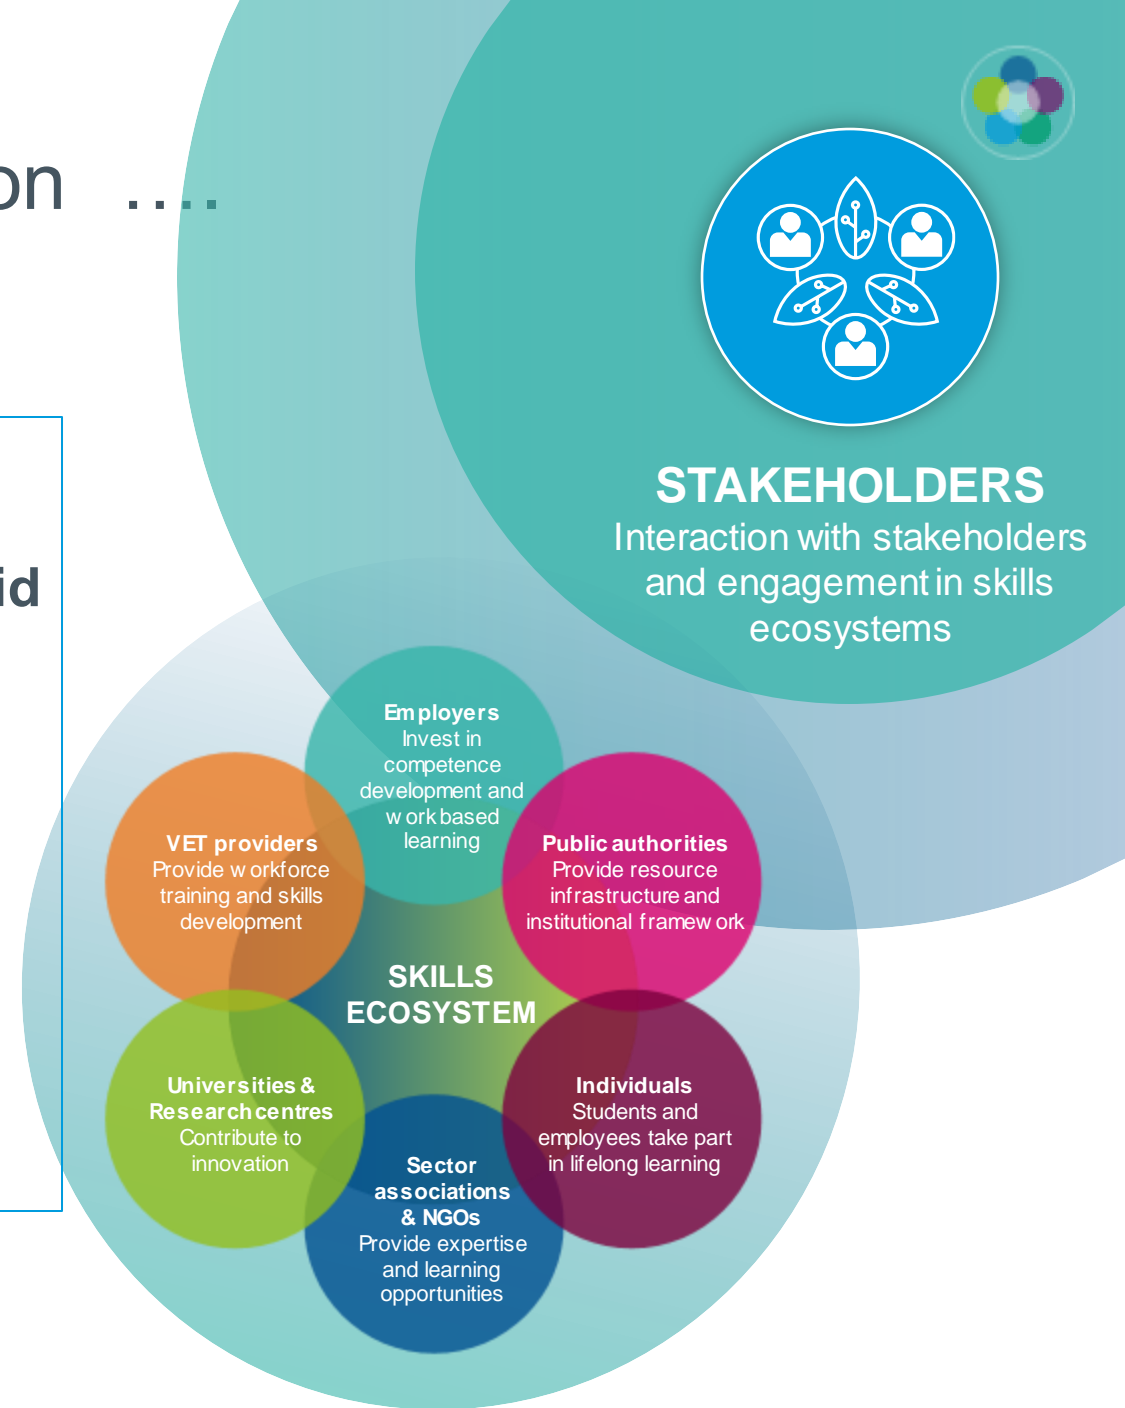 on ....
id
STAKEHOLDERS
Interaction with stakeholders
and engagement in skills
ecosystems
Employers
Invest in
competence
development and
work based
learning
VET providers
Provide workforce
training and skills
development
Public authorities
Provide resource
infrastructure and
institutional framework
SKILLS
ECOSYSTEM
Universities &
Research centres
Contribute to
innovation
Individuals
Students and
employees take part
in lifelong learning
Sector
associations
& NGOs
Provide expertise
and learning
opportunities